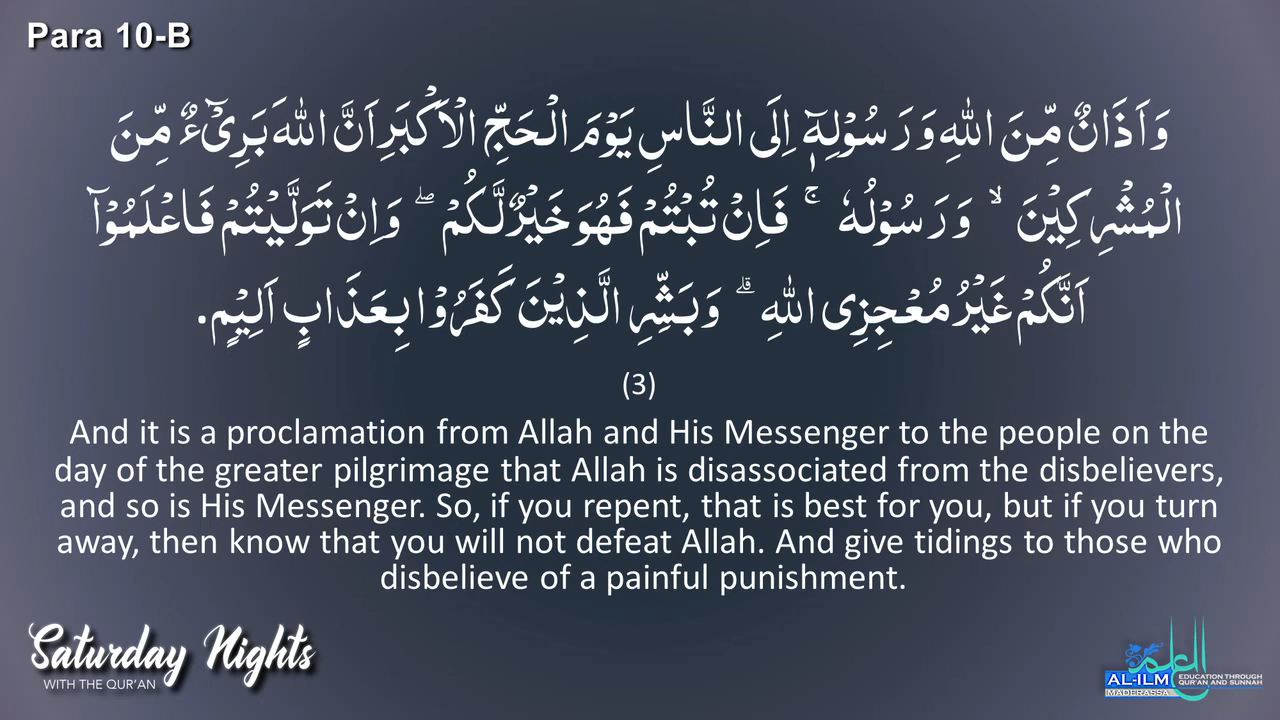 Para 10-B
وَاَذَانٌ مِّنَ اللّٰهِ وَرَسُوْلِهٖۤ اِلَى النَّاسِ يَوْمَ الْحَجِّ الْاَكْبَرِ اَنَّ اللّٰهَ بَرِیْٓءٌ مِّنَ
الْمُشْرِكِيْنَ ۙ وَرَسُوْلُهٗ ۚ فَاِنْ تُبْتُمْ فَهُوَ خَيْرٌ لَّكُمْ ۖ وَاِنْ تَوَلَّيْتُمْ فَاعْلَمُوْۤا
اَنَّكُمْ غَيْرُ مُعْجِزِی اللّٰهِ ۗ وَبَشِّرِ الَّذِيْنَ كَفَرُوْا بِعَذَابٍ اَلِيْمٍ.
(3)
And it is a proclamation from Allah and His Messenger to the people on the
day of the greater pilgrimage that Allah is disassociated from the disbelievers,
and so is His Messenger. So, if you repent, that is best for you, but if you turn
away, then know that you will not defeat Allah. And give tidings to those who
disbelieve of a painful punishment.
Saturday Nights
WITH THE QUR'AN
العلم
AL-ILM
MADERASSA
EDUCATION THROUGH
QUR'AN AND SUNNAH